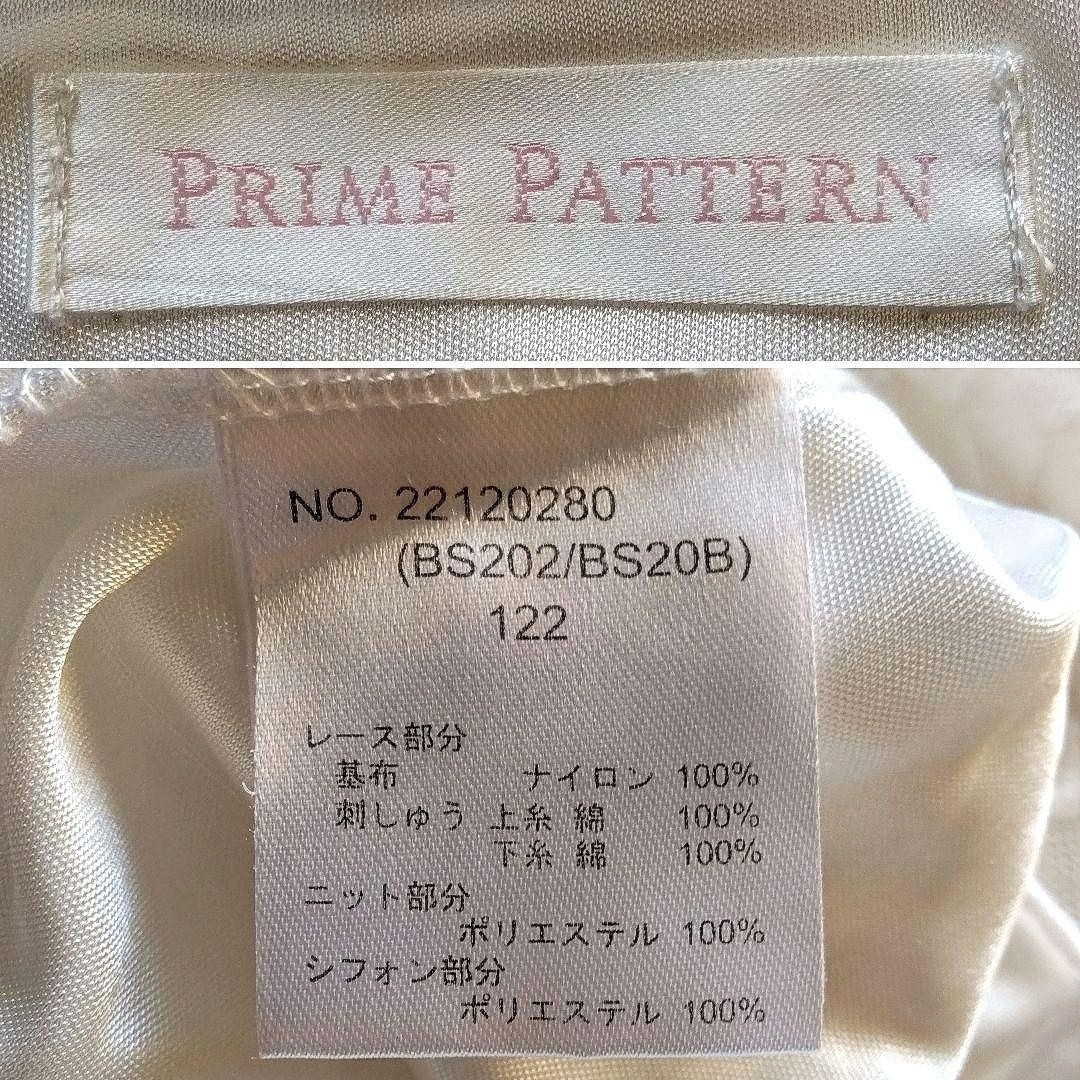 PRIME PATTERN
NO. 22120280
(BS202/BS20B)
122
レース部分
基布 ナイロン 100%
刺しゅう 上糸 綿 100%
下糸 綿 100%
ニット部分
ポリエステル 100%
シフォン部分
ポリエステル 100%